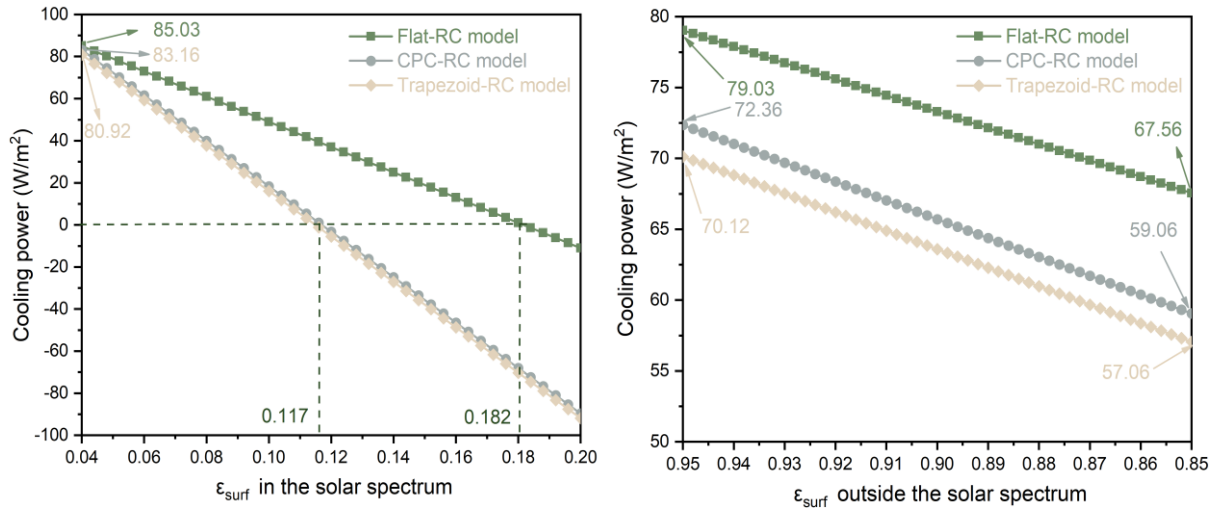 100
80
60
40
20
0
-20
-40
-60
-80
-100
Cooling power (W/m²)
85.03
83.16
80.92
Flat-RC model
CPC-RC model
Trapezoid-RC model
0.117
0.182
0.04 0.06 0.08 0.10 0.12 0.14 0.16 0.18 0.20
εsurf in the solar spectrum
80
75
70
65
60
55
50
Cooling power (W/m²)
Flat-RC model
CPC-RC model
Trapezoid-RC model
79.03
72.36
70.12
67.56
59.06
57.06
0.95 0.94 0.93 0.92 0.91 0.90 0.89 0.88 0.87 0.86 0.85
εsurf outside the solar spectrum